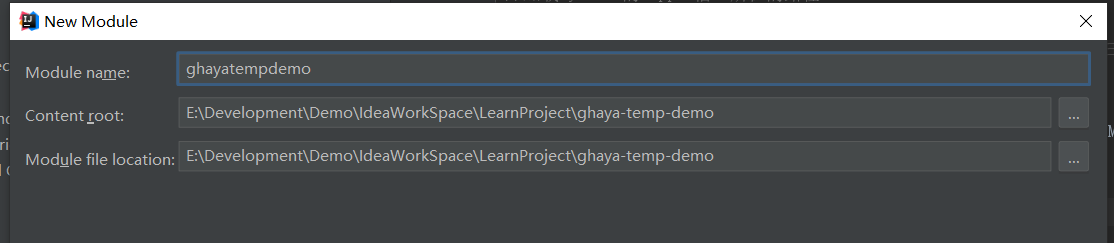 New Module
Module name: ghayatempdemo
Content root: E:\Development\Demo\IdeaWorkSpace\LearnProject\ghaya-temp-demo ...
Module file location: E:\Development\Demo\IdeaWorkSpace\LearnProject\ghaya-temp-demo ...